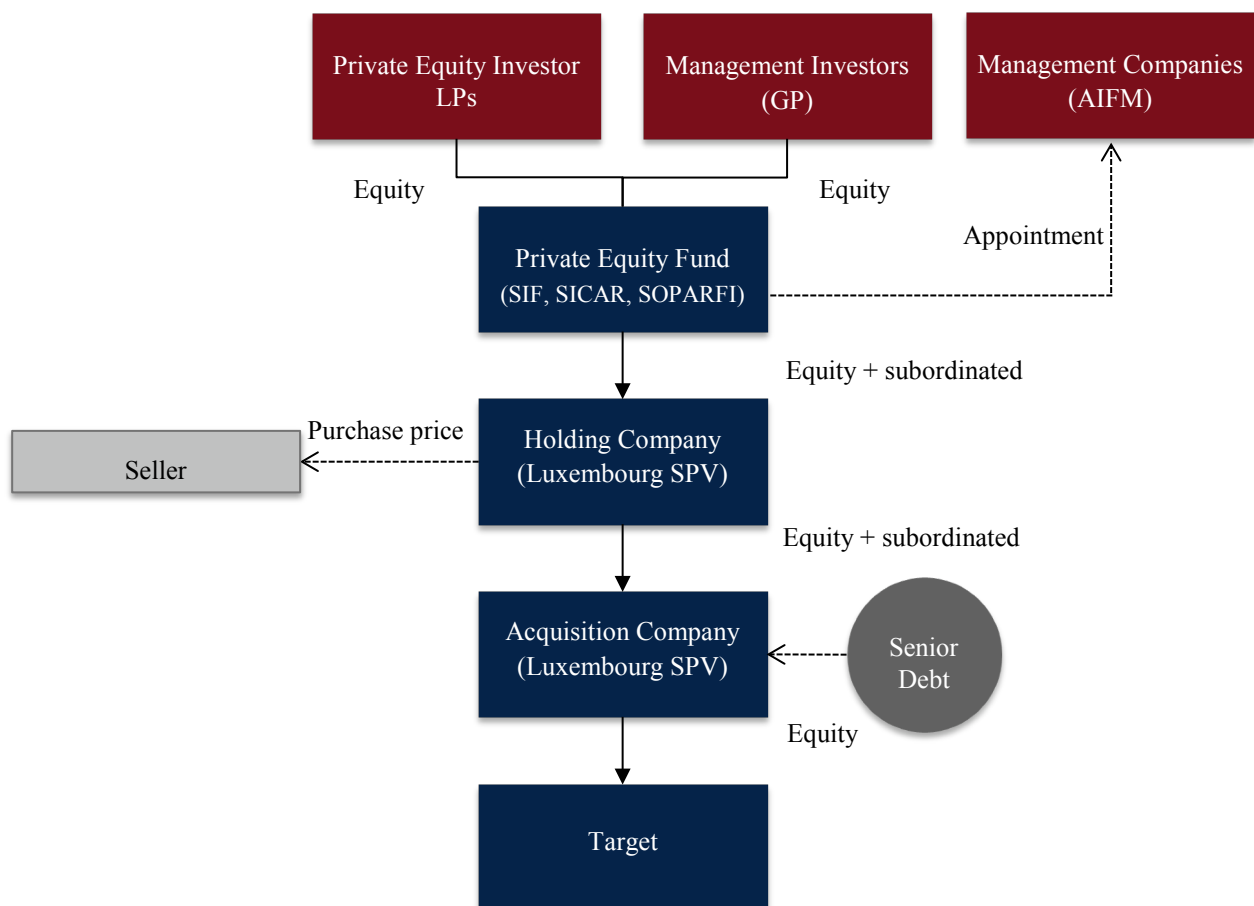 Private Equity Investor
LPs
Management Investors
(GP)
Management Companies
(AIFM)
Equity
Equity
Private Equity Fund
(SIF, SICAR, SOPARFI)
Appointment
Equity + subordinated
Purchase price
Seller
Holding Company
(Luxembourg SPV)
Equity + subordinated
Acquisition Company
(Luxembourg SPV)
Senior
Debt
Equity
Target